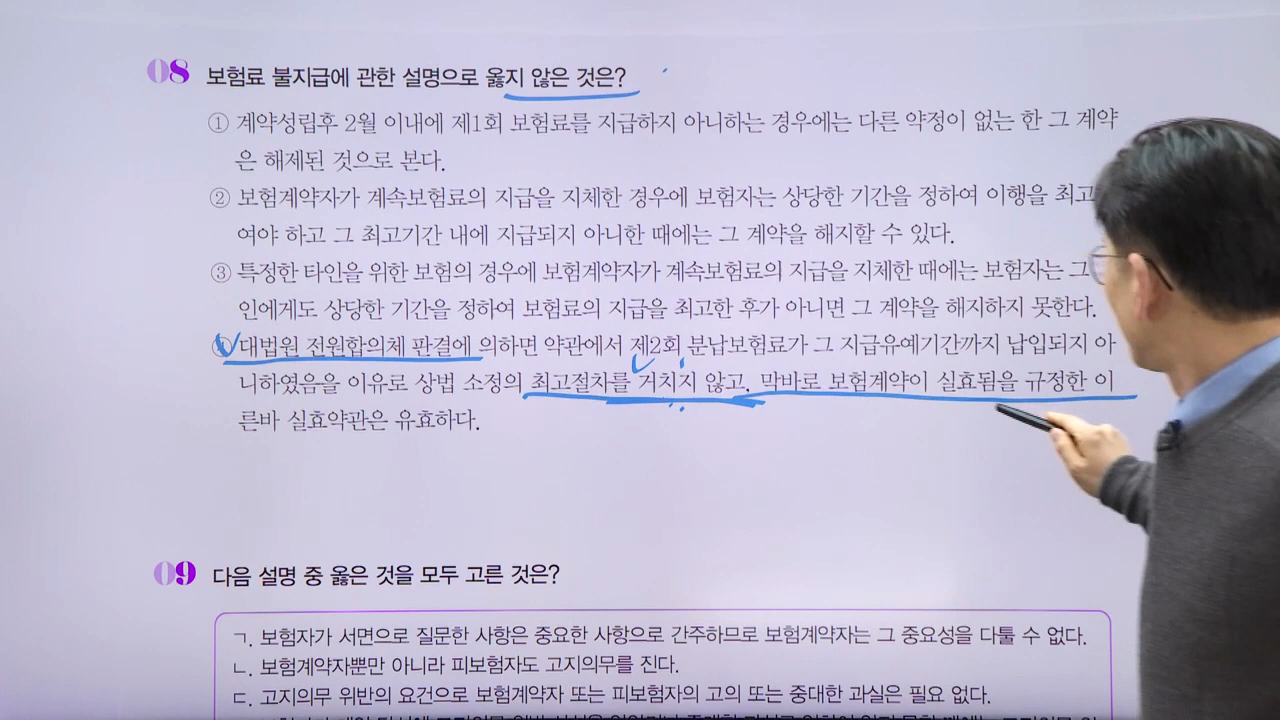 08 보험료 불지급에 관한 설명으로 옳지 않은 것은?
① 계약성립후 2월 이내에 제1회 보험료를 지급하지 아니하는 경우에는 다른 약정이 없는 한 그 계약
은 해제된 것으로 본다.
② 보험계약자가 계속보험료의 지급을 지체한 경우에 보험자는 상당한 기간을 정하여 이행을 최고
여야 하고 그 최고기간 내에 지급되지 아니한 때에는 그 계약을 해지할 수 있다.
③ 특정한 타인을 위한 보험의 경우에 보험계약자가 계속보험료의 지급을 지체한 때에는 보험자는 그
인에게도 상당한 기간을 정하여 보험료의 지급을 최고한 후가 아니면 그 계약을 해지하지 못한다.
④ 대법원 전원합의체 판결에 의하면 약관에서 제2회 분납보험료가 그 지급유예기간까지 납입되지 아
니하였음을 이유로 상법 소정의 최고절차를 거치지 않고, 막바로 보험계약이 실효됨을 규정한 이
른바 실효약관은 유효하다.
09 다음 설명 중 옳은 것을 모두 고른 것은?
ㄱ. 보험자가 서면으로 질문한 사항은 중요한 사항으로 간주하므로 보험계약자는 그 중요성을 다툴 수 없다.
ㄴ. 보험계약자뿐만 아니라 피보험자도 고지의무를 진다.
ㄷ. 고지의무 위반의 요건으로 보험계약자 또는 피보험자의 고의 또는 중대한 과실은 필요 없다.